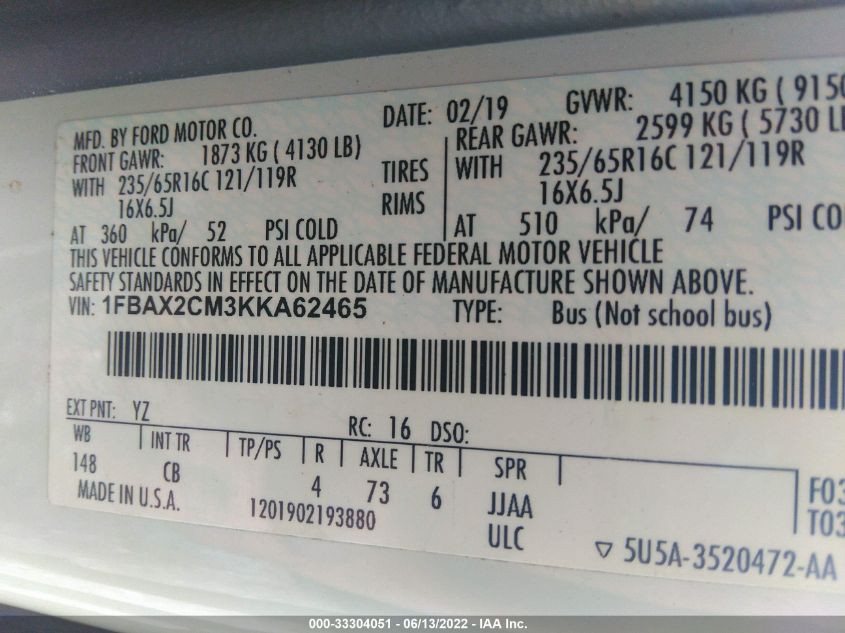 MFD. BY FORD MOTOR CO. DATE: 02/19 GVWR: 4150 KG ( 9150
FRONT GAWR: 1873 KG ( 4130 LB) REAR GAWR: 2599 KG ( 5730 LB
WITH 235/65R16C 121/119R TIRES WITH 235/65R16C 121/119R
16X6.5J RIMS 16X6.5J
AT 360 kPa/ 52 PSI COLD AT 510 kPa/ 74 PSI CO
THIS VEHICLE CONFORMS TO ALL APPLICABLE FEDERAL MOTOR VEHICLE
SAFETY STANDARDS IN EFFECT ON THE DATE OF MANUFACTURE SHOWN ABOVE.
VIN: 1FBAX2CM3KKA62465 TYPE: Bus (Not school bus)
EXT PNT: YZ RC: 16 DSO:
WB INT TR TP/PS R AXLE TR SPR
148 CB 4 73 6 JJAA F03
MADE IN U.S.A. 1201902193880 ULC T03
▽ 5U5A-3520472-AA
000-33304051 - 06/13/2022 - IAA Inc.